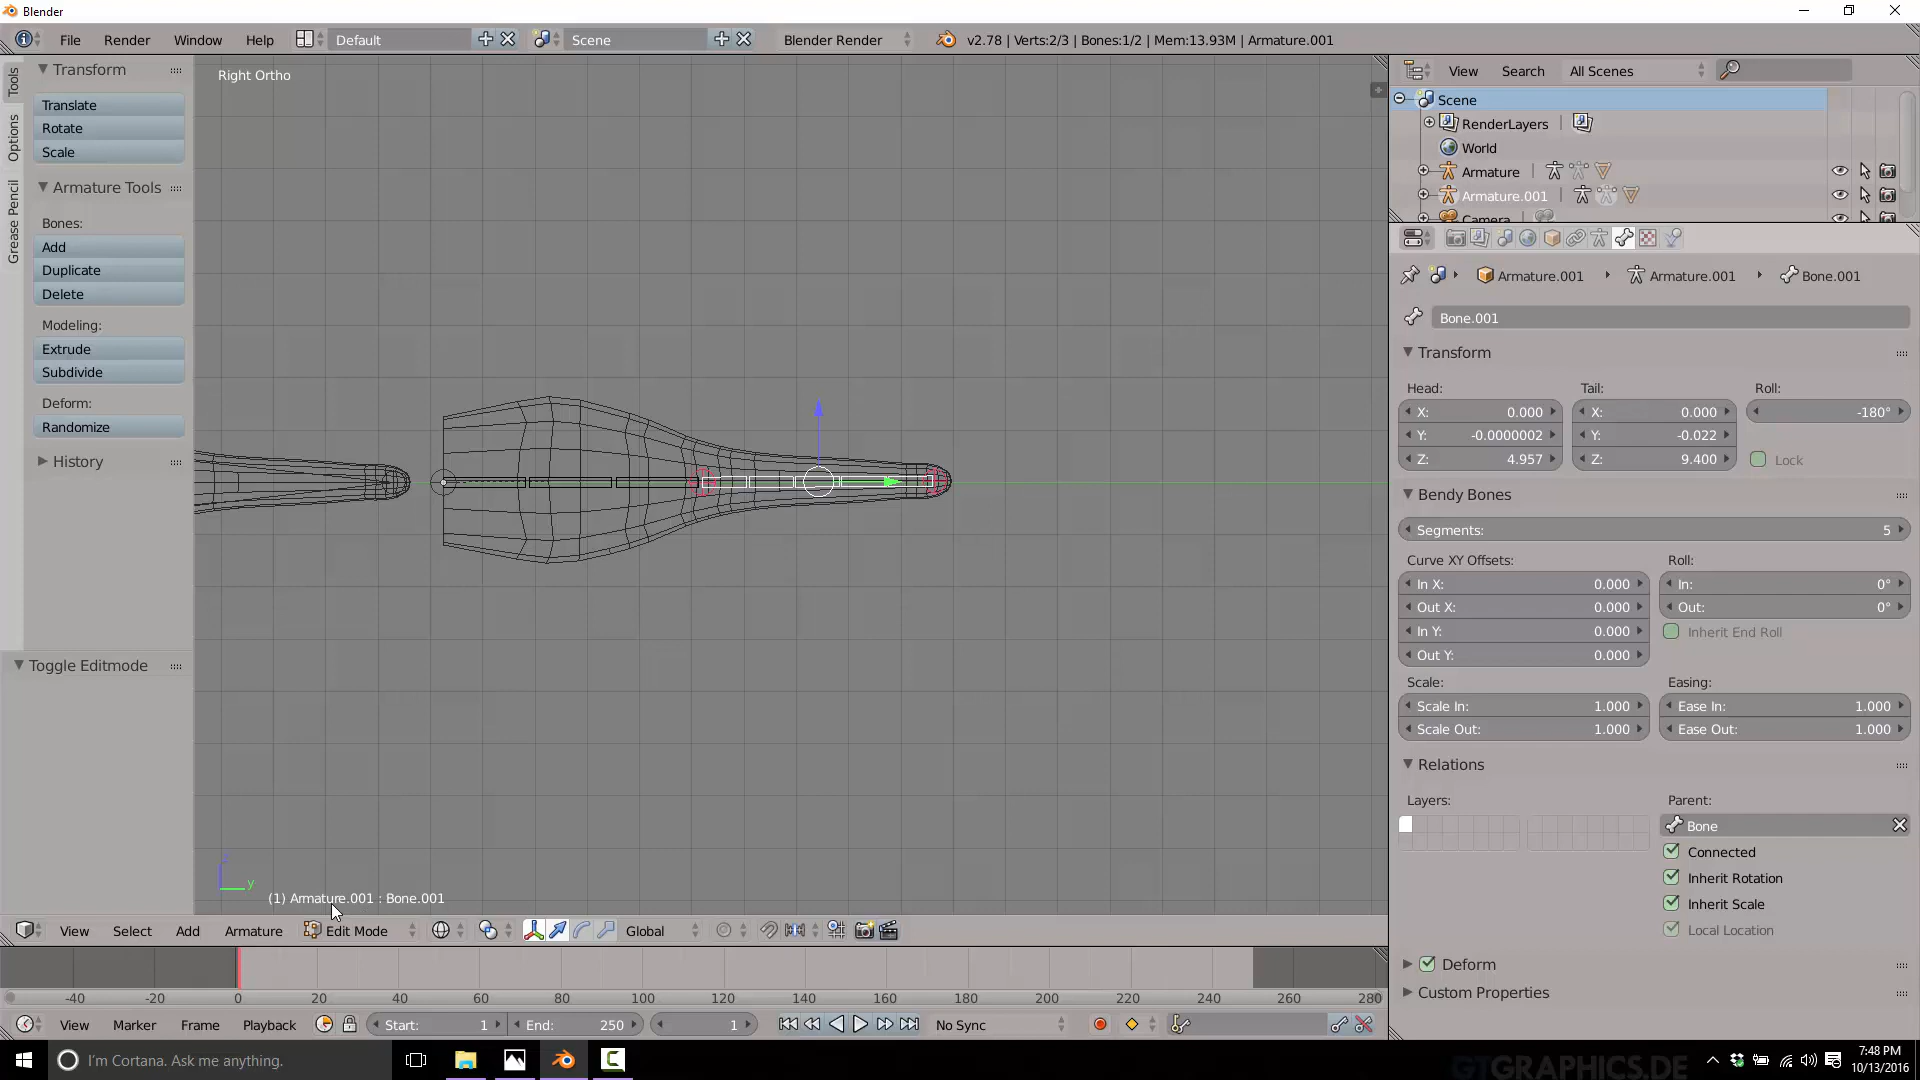 Blender
File Render Window Help Default Scene Blender Render v2.78 | Verts:2/3 | Bones:1/2 | Mem:13.93M | Armature.001
Tools
Options
Grease Pencil
Transform
Translate
Rotate
Scale
Armature Tools
Bones:
Add
Duplicate
Delete
Modeling:
Extrude
Subdivide
Deform:
Randomize
History
Toggle Editmode
Right Ortho
y
(1) Armature.001 : Bone.001
View Select Add Armature Edit Mode Global
-40 -20 0 20 40 60 80 100 120 140 160 180 200 220 240 260 280
View Marker Frame Playback Start: 1 End: 250 1 No Sync
View Search All Scenes
Scene
RenderLayers
World
Armature
Armature.001
Camera
Armature.001 Armature.001 Bone.001
Bone.001
Transform
Head: Tail: Roll:
X: 0.000 X: 0.000 -180°
Y: -0.0000002 Y: -0.022
Z: 4.957 Z: 9.400 Lock
Bendy Bones
Segments: 5
Curve XY Offsets: Roll:
In X: 0.000 In: 0°
Out X: 0.000 Out: 0°
In Y: 0.000 Inherit End Roll
Out Y: 0.000
Scale: Easing:
Scale In: 1.000 Ease In: 1.000
Scale Out: 1.000 Ease Out: 1.000
Relations
Layers: Parent:
Bone
Connected
Inherit Rotation
Inherit Scale
Local Location
Deform
Custom Properties
I'm Cortana. Ask me anything.
GTGRAPHICS.DE
7:48 PM
10/13/2016